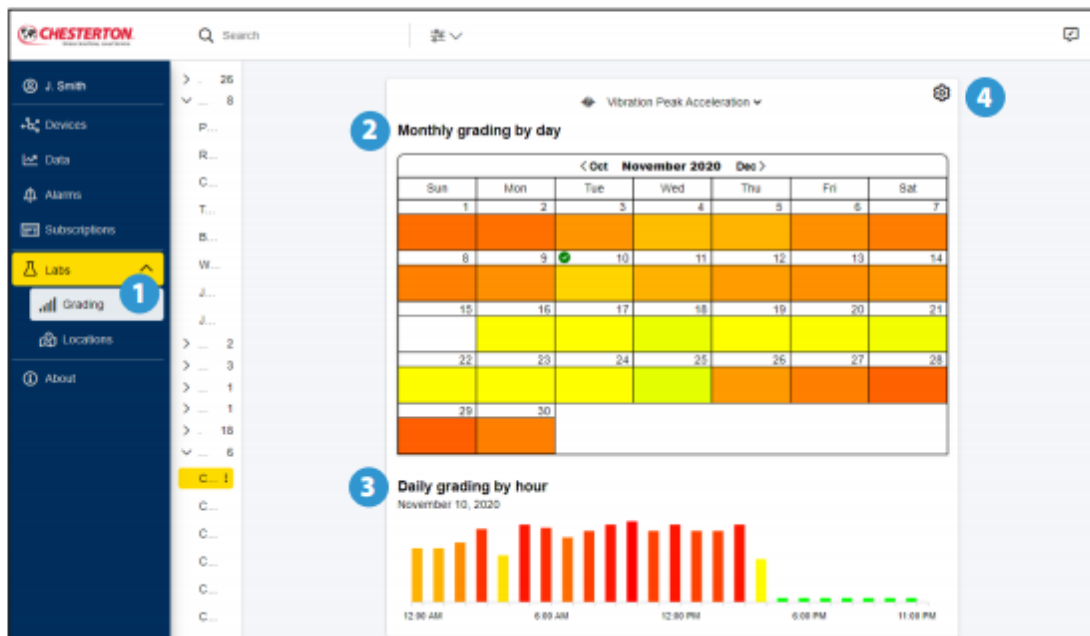 CHESTERTON
Search
J. Smith
Devices
Data
Alarms
Subscriptions
Labs
1
Grading
Locations
About
> ... 26
8
P...
R...
C...
T...
B...
W...
J...
J...
> ... 2
> ... 3
> ... 1
> ... 1
> ... 18
6
C...
C...
C...
C...
C...
C...
4
Vibration Peak Acceleration
2
Monthly grading by day
< Oct November 2020 Dec >
Sun Mon Tue Wed Thu Fri Sat
1 2 3 4 5 6 7
8 9 10 11 12 13 14
15 16 17 18 19 20 21
22 23 24 25 26 27 28
29 30
3
Daily grading by hour
November 10, 2020
12:00 AM 6:00 AM 12:00 PM 6:00 PM 11:00 PM